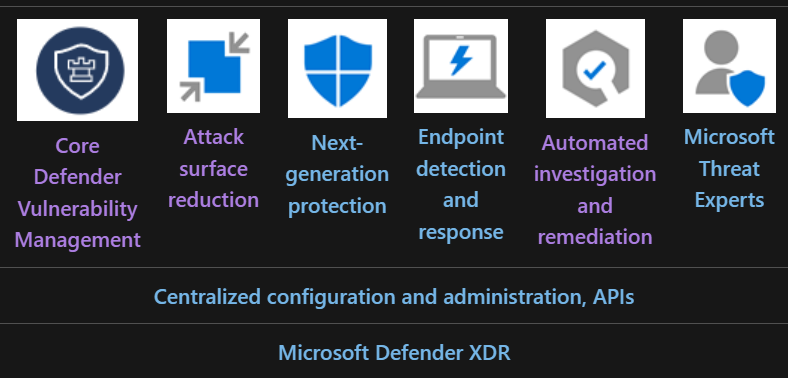 Core
Defender
Vulnerability
Management
Attack
surface
reduction
Next-
generation
protection
Endpoint
detection
and
response
Automated
investigation
and
remediation
Microsoft
Threat
Experts
Centralized configuration and administration, APIs
Microsoft Defender XDR